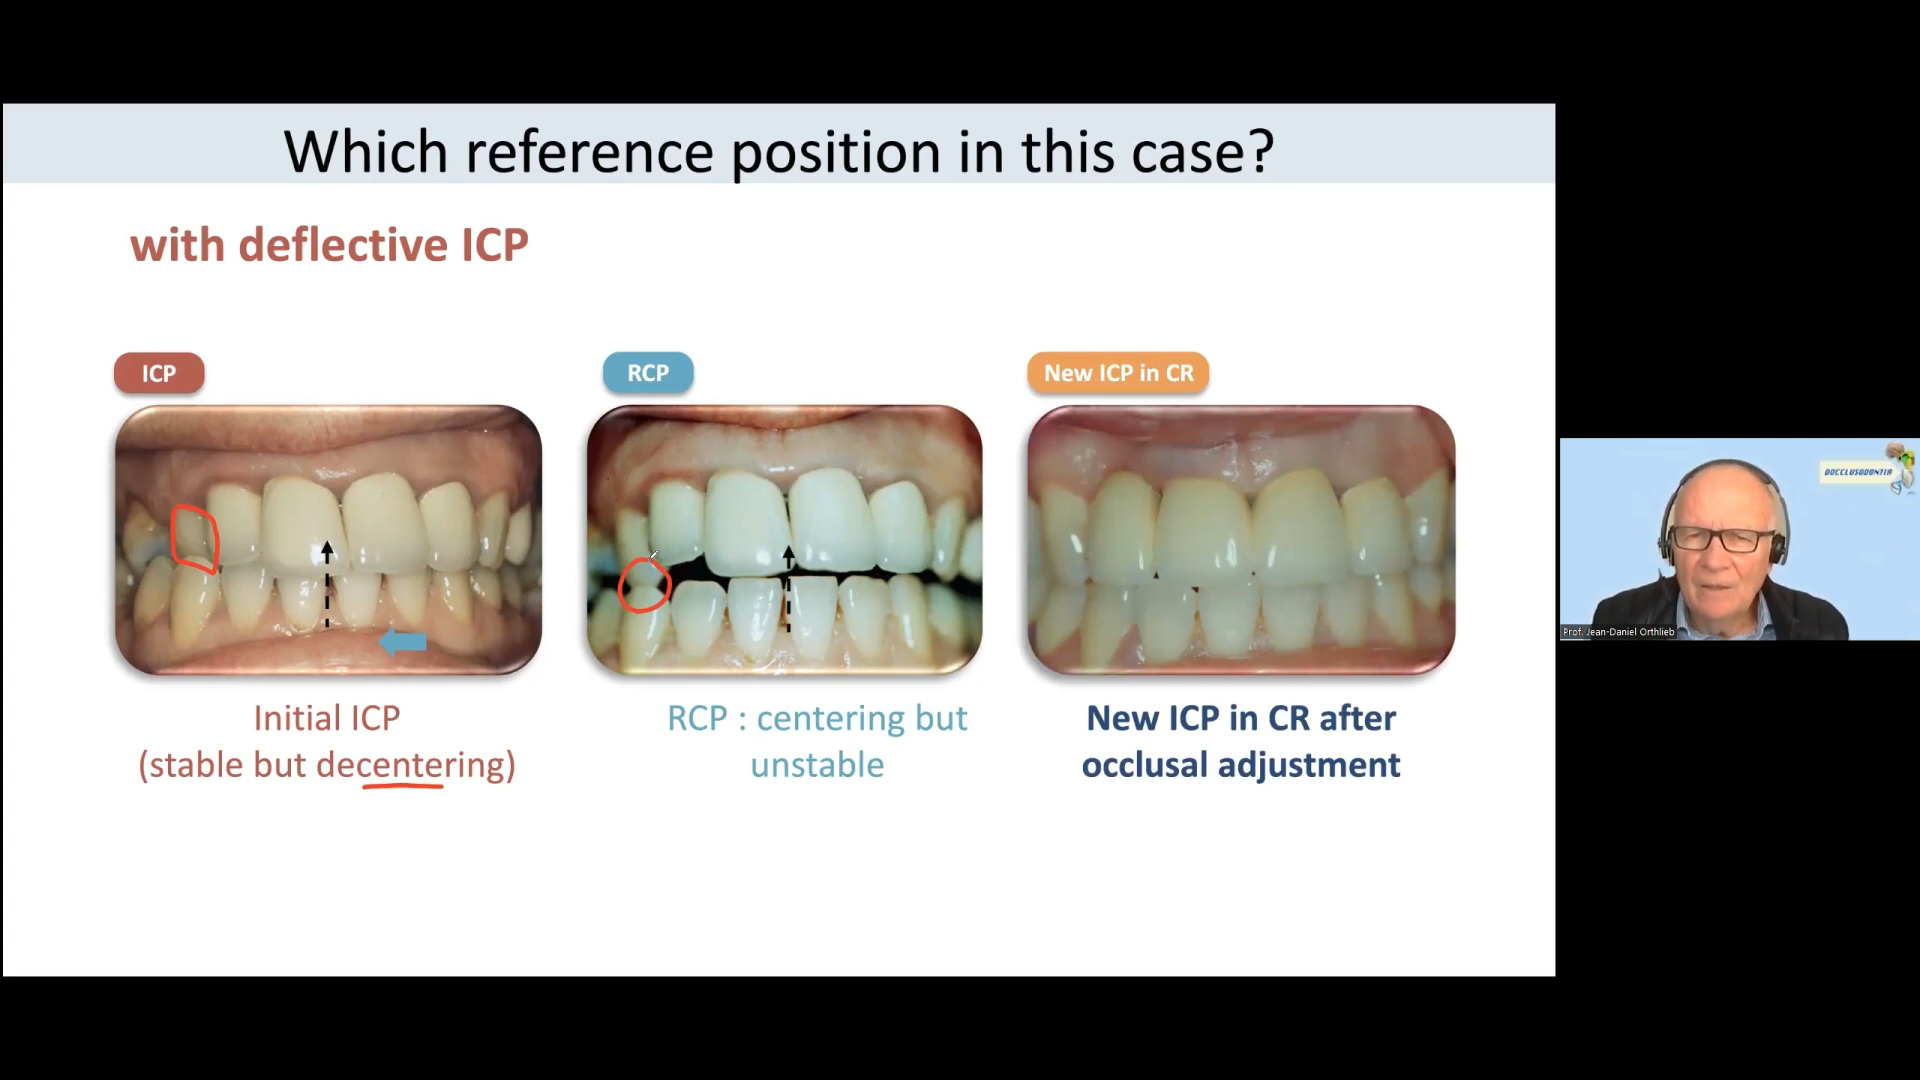 Which reference position in this case?
with deflective ICP
ICP
RCP
New ICP in CR
Initial ICP
(stable but decentering)
RCP : centering but
unstable
New ICP in CR after
occlusal adjustment
OOCCLUSODONTIA
Prof. Jean-Daniel Orthlieb